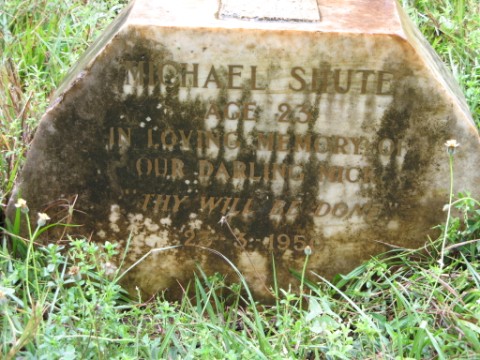 MICHAEL SHUTE
AGE 23
IN LOVING MEMORY OF
OUR DARLING
"THY WILL BE DONE"